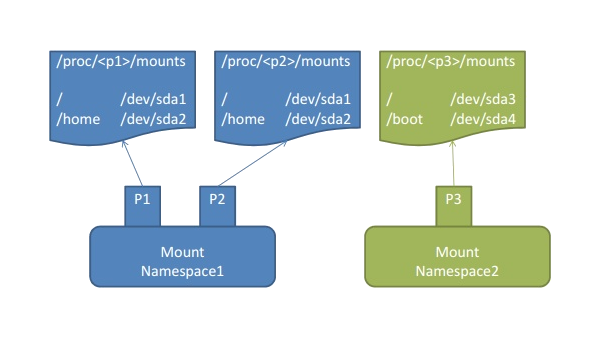 /proc/<p1>/mounts
/ /dev/sda1
/home /dev/sda2
/proc/<p2>/mounts
/ /dev/sda1
/home /dev/sda2
/proc/<p3>/mounts
/ /dev/sda3
/boot /dev/sda4
P1
P2
P3
Mount
Namespace1
Mount
Namespace2